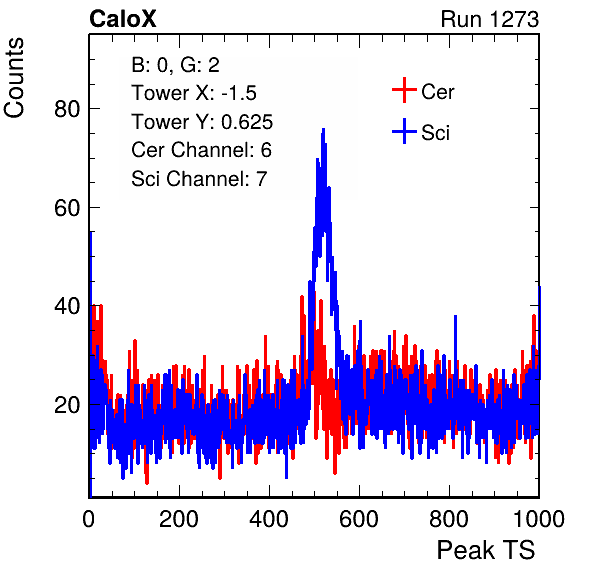 CaloX Run 1273
Counts
B: 0, G: 2
Tower X: -1.5
Tower Y: 0.625
Cer Channel: 6
Sci Channel: 7
Cer
Sci
80
60
40
20
0 200 400 600 800 1000
Peak TS